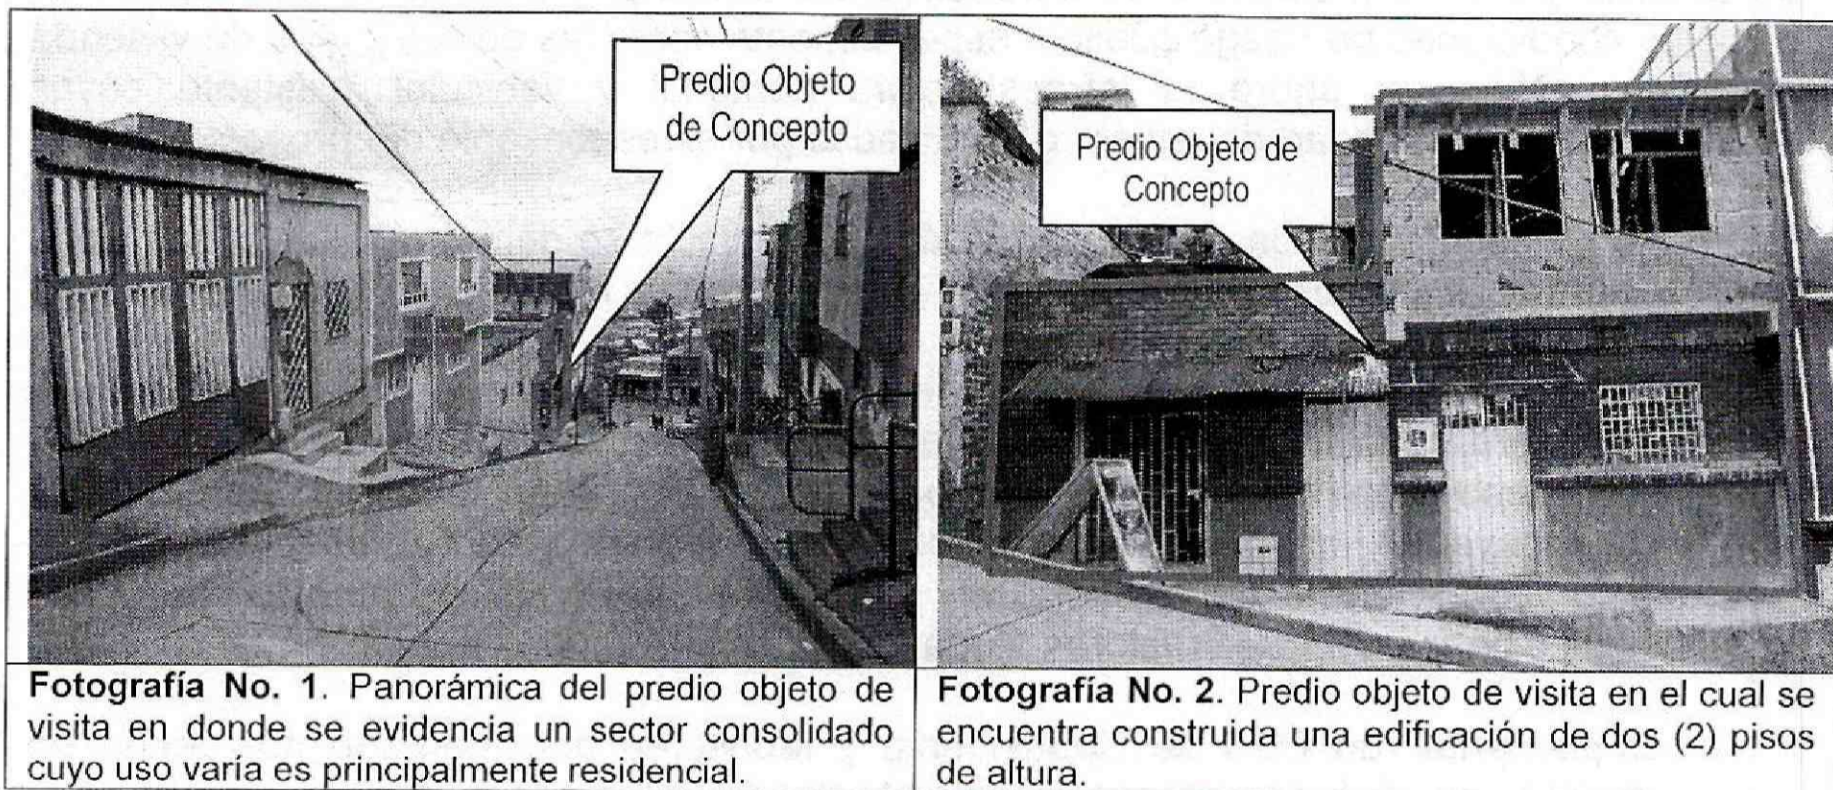 Predio Objeto
de Concepto
Predio Objeto de
Concepto
Fotografía No. 1. Panorámica del predio objeto de
visita en donde se evidencia un sector consolidado
cuyo uso varía es principalmente residencial.
Fotografía No. 2. Predio objeto de visita en el cual se
encuentra construida una edificación de dos (2) pisos
de altura.